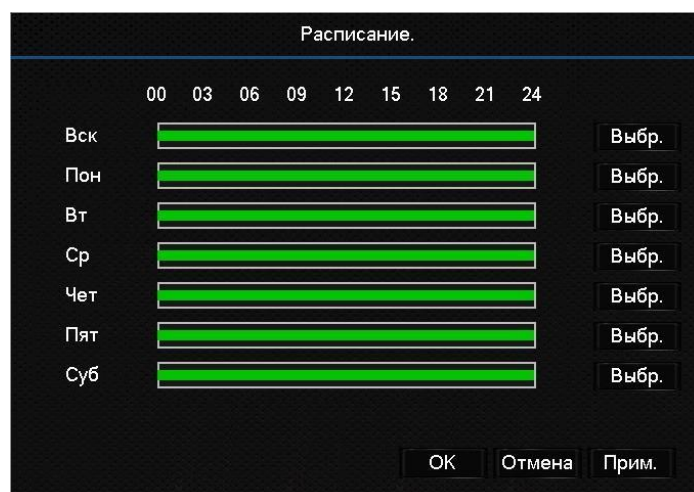 Расписание.
00 03 06 09 12 15 18 21 24
Вск Выбр.
Пон Выбр.
Вт Выбр.
Ср Выбр.
Чет Выбр.
Пят Выбр.
Суб Выбр.
OK Отмена Прим.